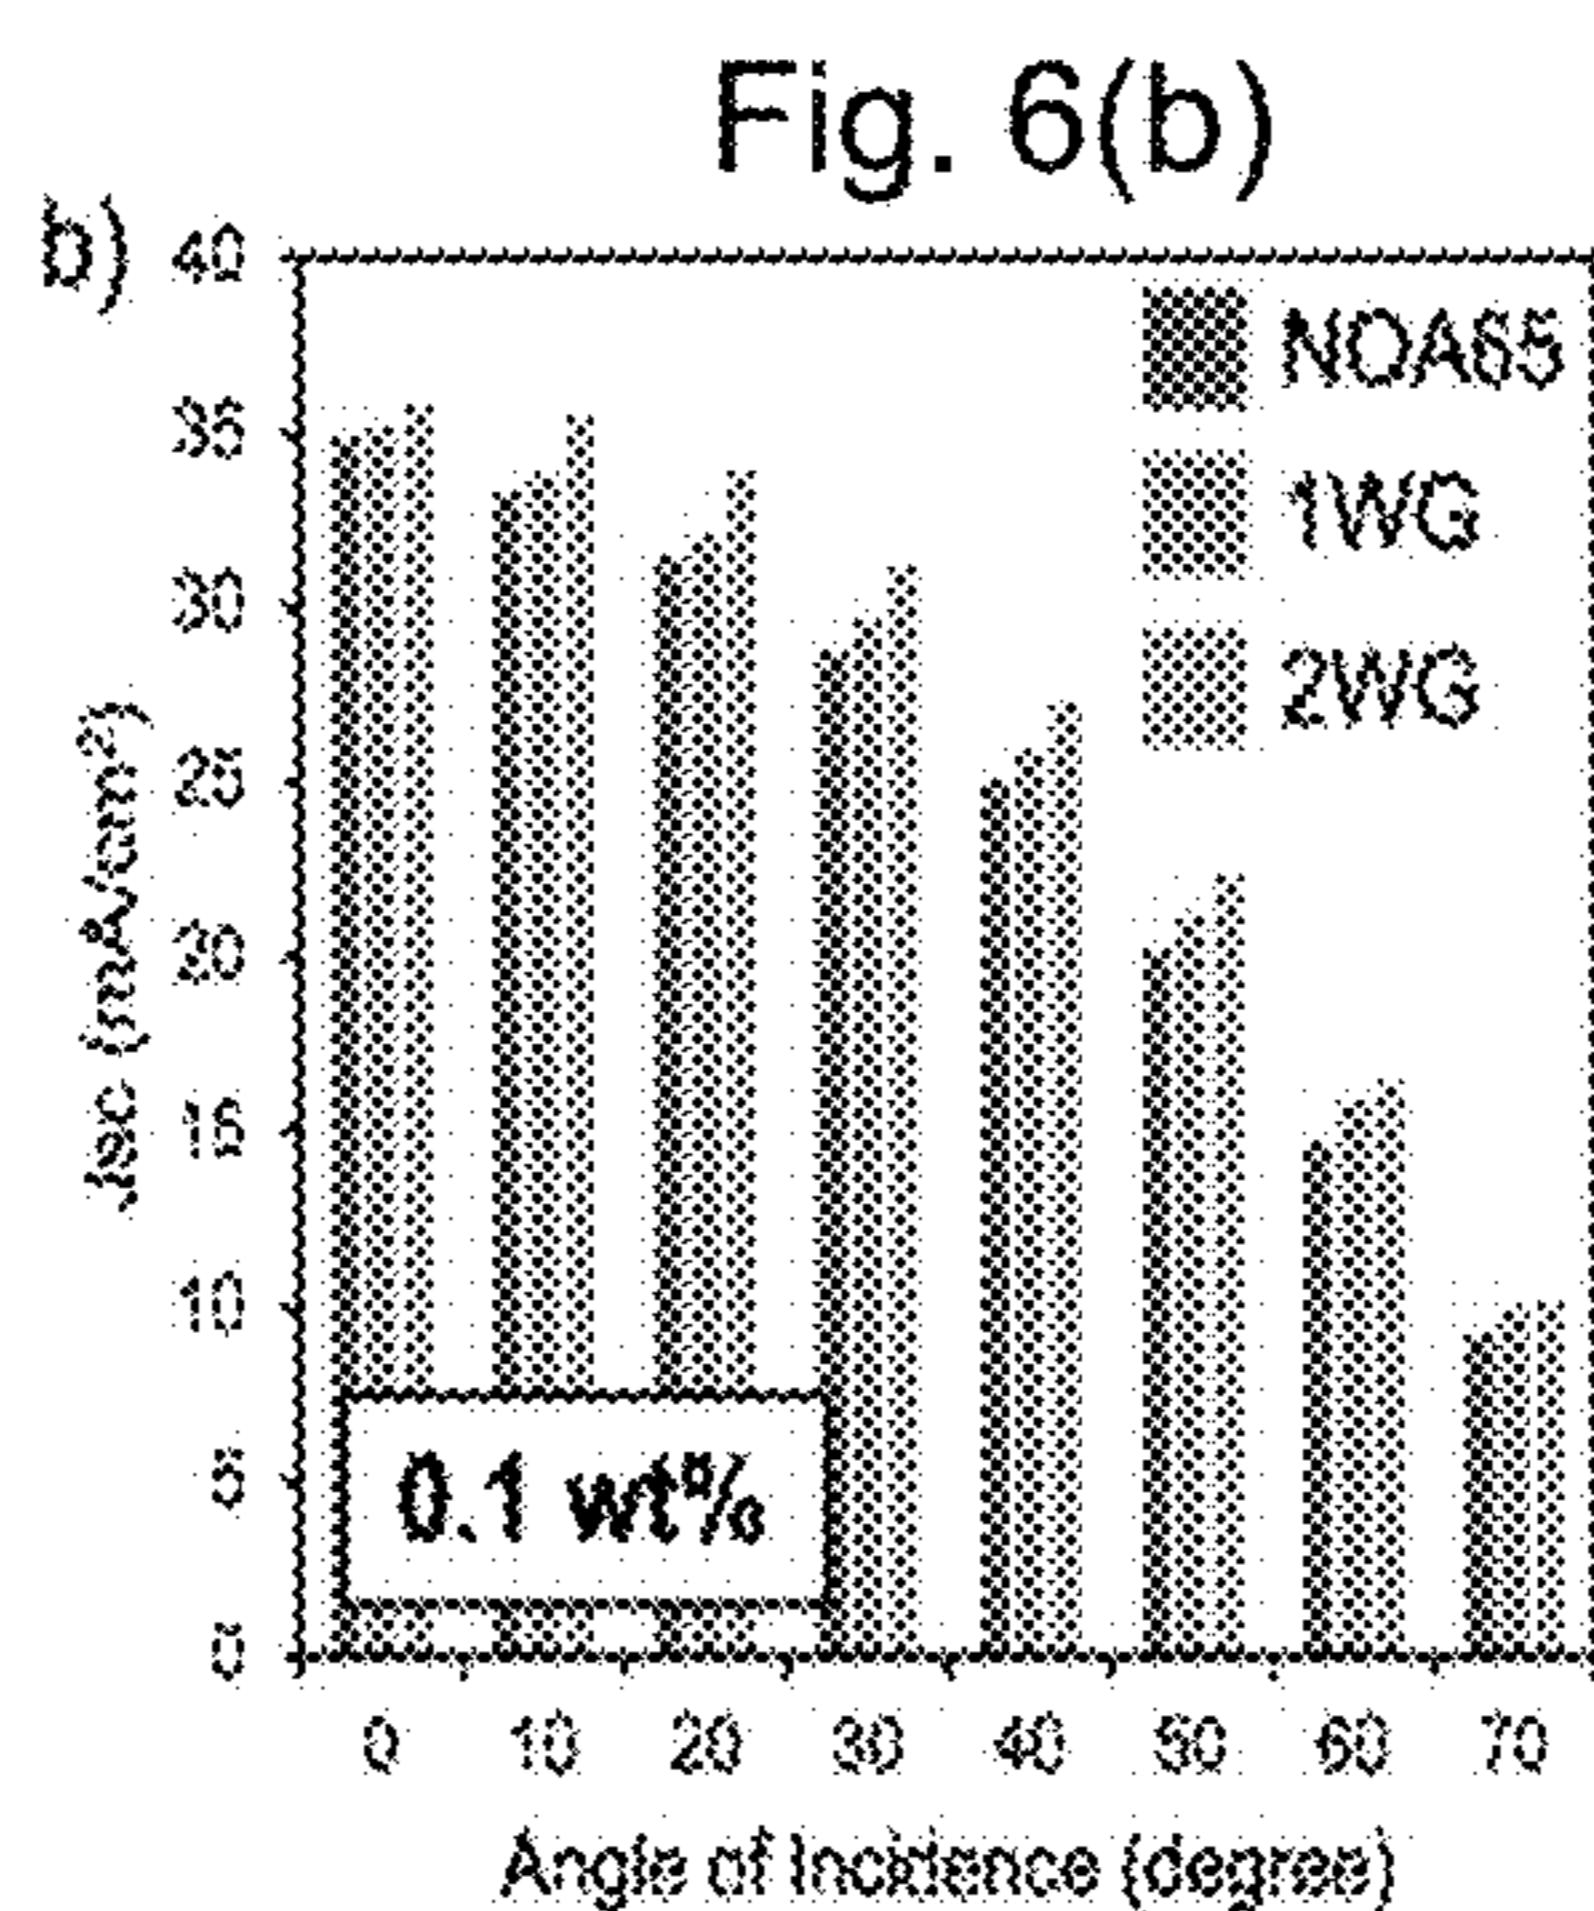 Fig. 6(b)
b)
40
35
30
25
20
15
10
5
0
Jsc (mA/cm²)
NOA65
1WG
2WG
0.1 wt%
0 10 20 30 40 50 60 70
Angle of Incidence (degree)